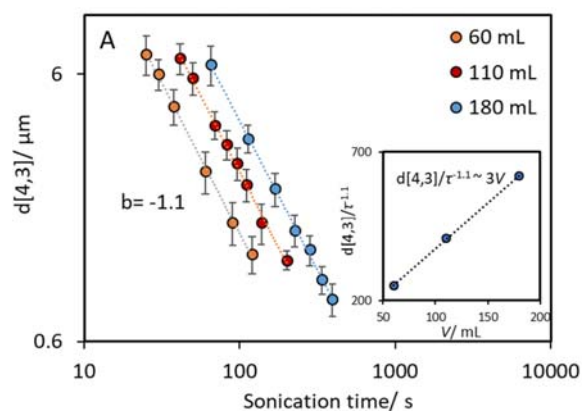 A
60 mL
110 mL
180 mL
6
0.6
d[4,3]/ μm
b= -1.1
10
100
1000
10000
Sonication time/ s
700
200
d[4,3]/τ⁻¹·¹
d[4,3]/τ⁻¹·¹ ~ 3V
50
100
150
200
V/ mL